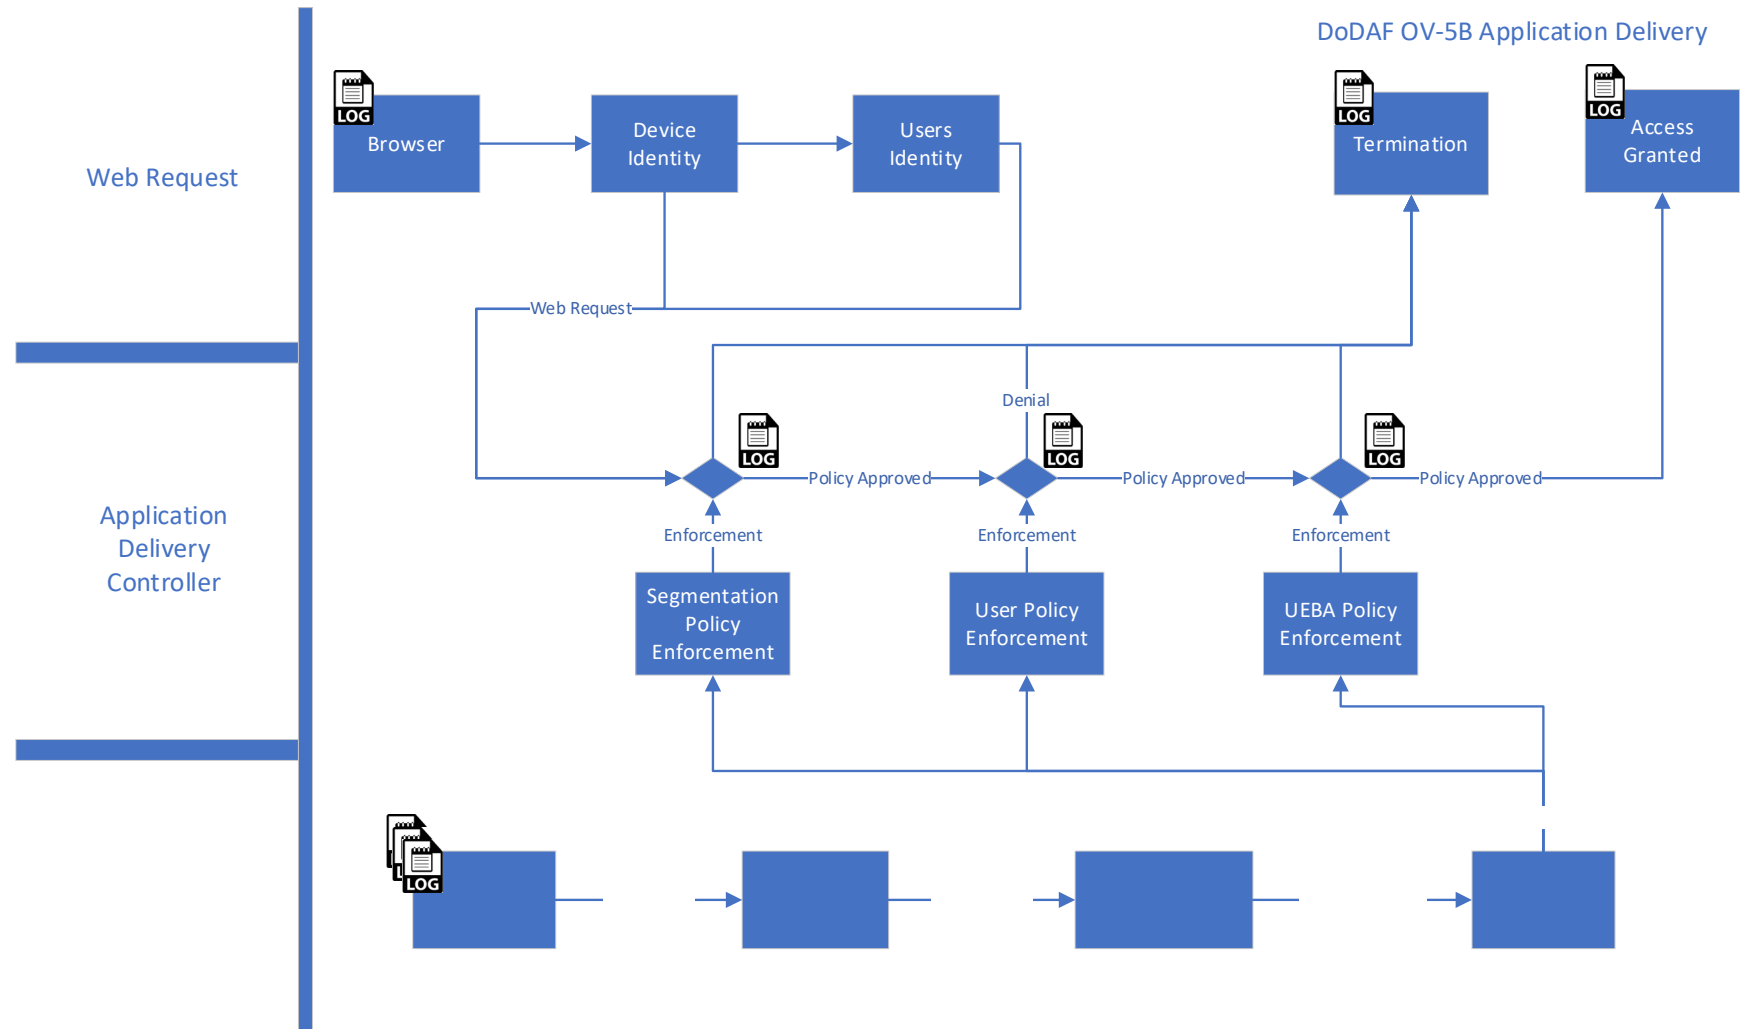 DoDAF OV-5B Application Delivery
LOG
LOG
LOG
Browser
Device
Identity
Users
Identity
Termination
Access
Granted
Web Request
Web Request
Denial
LOG
LOG
LOG
Policy Approved
Policy Approved
Policy Approved
Application
Delivery
Controller
Enforcement
Enforcement
Enforcement
Segmentation
Policy
Enforcement
User Policy
Enforcement
UEBA Policy
Enforcement
LOG